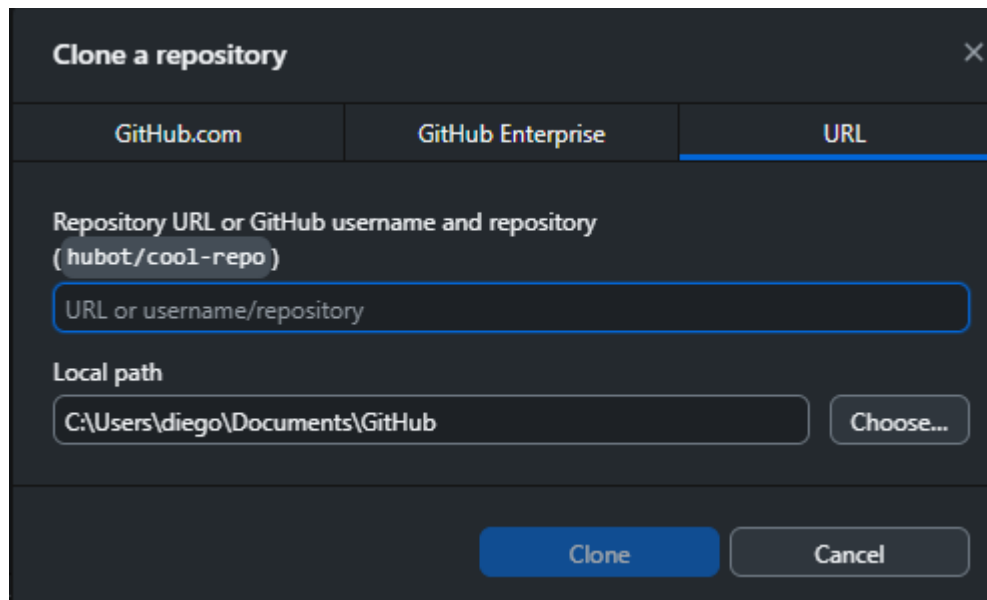 Clone a repository
GitHub.com GitHub Enterprise URL
Repository URL or GitHub username and repository
(hubot/cool-repo)
URL or username/repository
Local path
C:\Users\diego\Documents\GitHub Choose...
Clone Cancel